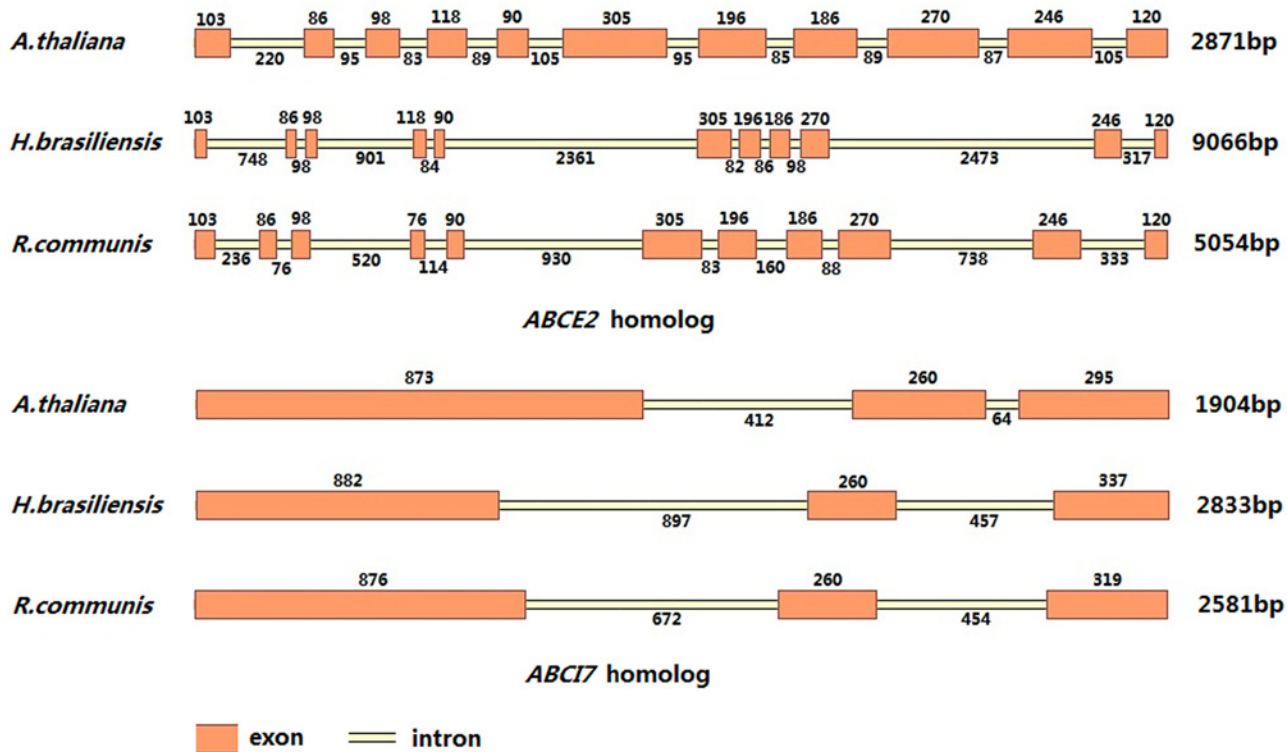 103 86 98 118 90 305 196 186 270 246 120
A.thaliana 2871bp
220 95 83 89 105 95 85 89 87 105
103 86 98 118 90 305 196 186 270 246 120
H.brasiliensis 9066bp
748 98 901 84 2361 82 86 98 2473 317
103 86 98 76 90 305 196 186 270 246 120
R.communis 5054bp
236 76 520 114 930 83 160 88 738 333
ABCE2 homolog
873 260 295
A.thaliana 1904bp
412 64
882 260 337
H.brasiliensis 2833bp
897 457
876 260 319
R.communis 2581bp
672 454
ABCI7 homolog
exon intron